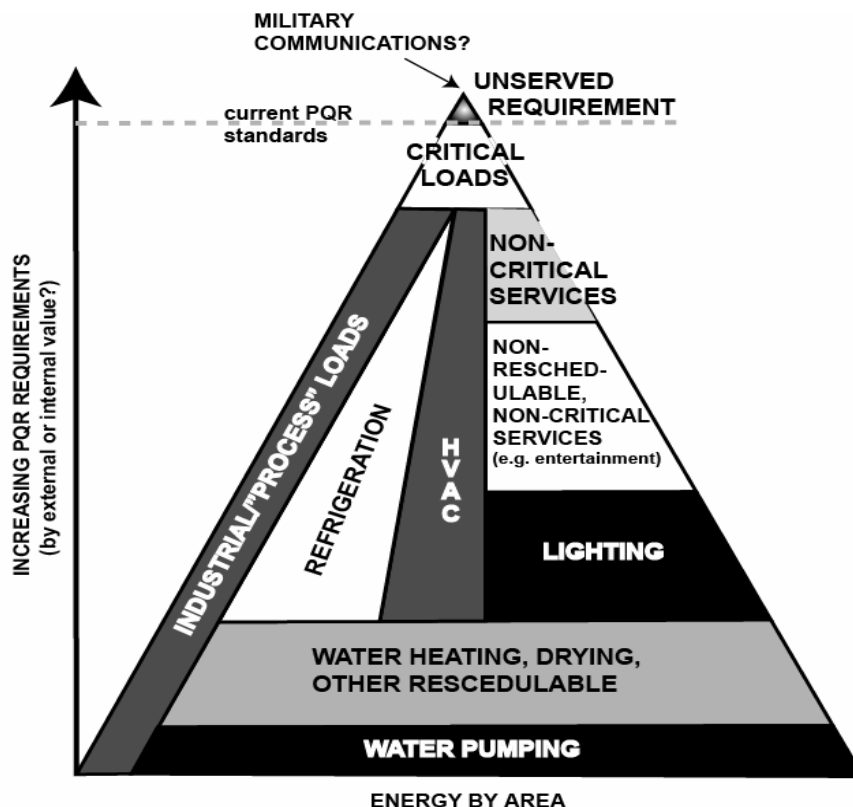 MILITARY
COMMUNICATIONS?
UNSERVED
REQUIREMENT
current PQR
standards
CRITICAL
LOADS
NON-
CRITICAL
SERVICES
NON-
RESCHED-
ULABLE,
NON-CRITICAL
SERVICES
(e.g. entertainment)
INDUSTRIAL/"PROCESS" LOADS
REFRIGERATION
HVAC
LIGHTING
WATER HEATING, DRYING,
OTHER RESCEDULABLE
WATER PUMPING
INCREASING PQR REQUIREMENTS
(by external or internal value?)
ENERGY BY AREA